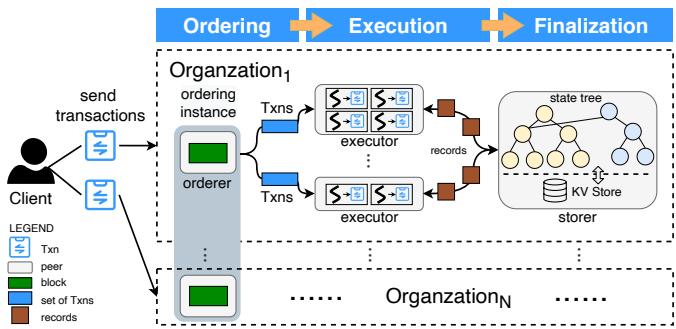 Ordering
Execution
Finalization
Organzation1
send
transactions
ordering
instance
Txns
executor
orderer
Txns
executor
records
state tree
KV Store
storer
Client
LEGEND
Txn
peer
block
set of Txns
records
OrganzationN